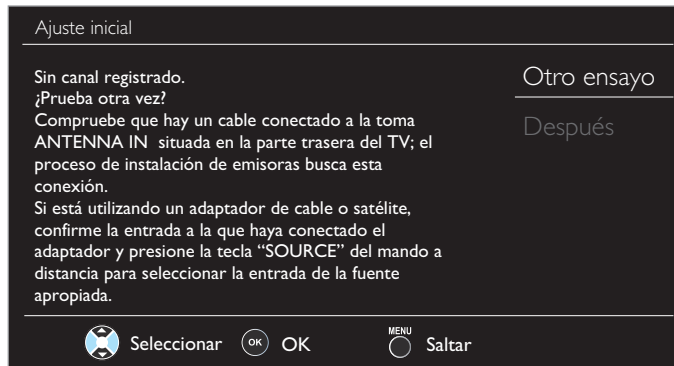 Ajuste inicial
Sin canal registrado.
¿Prueba otra vez?
Compruebe que hay un cable conectado a la toma
ANTENNA IN situada en la parte trasera del TV; el
proceso de instalación de emisoras busca esta
conexión.
Si está utilizando un adaptador de cable o satélite,
confirme la entrada a la que haya conectado el
adaptador y presione la tecla “SOURCE” del mando a
distancia para seleccionar la entrada de la fuente
apropiada.
Otro ensayo
Después
Seleccionar OK OK MENU Saltar